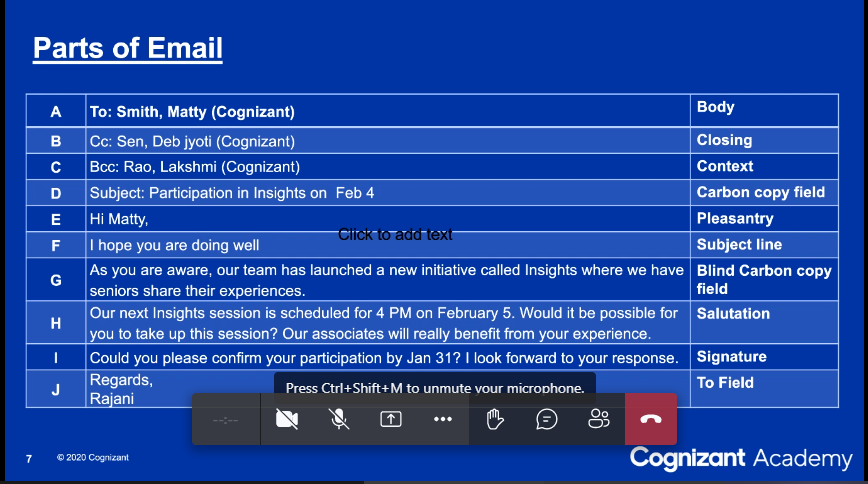 Parts of Email
A To: Smith, Matty (Cognizant) Body
B Cc: Sen, Deb jyoti (Cognizant) Closing
C Bcc: Rao, Lakshmi (Cognizant) Context
D Subject: Participation in Insights on Feb 4 Carbon copy field
E Hi Matty, Pleasantry
Click to add text
F I hope you are doing well Subject line
G As you are aware, our team has launched a new initiative called Insights where we have Blind Carbon copy
seniors share their experiences. field
H Our next Insights session is scheduled for 4 PM on February 5. Would it be possible for Salutation
you to take up this session? Our associates will really benefit from your experience.
I Could you please confirm your participation by Jan 31? I look forward to your response. Signature
J Regards, To Field
Rajani
Press Ctrl+Shift+M to unmute your microphone.
--:--
7 © 2020 Cognizant Cognizant Academy